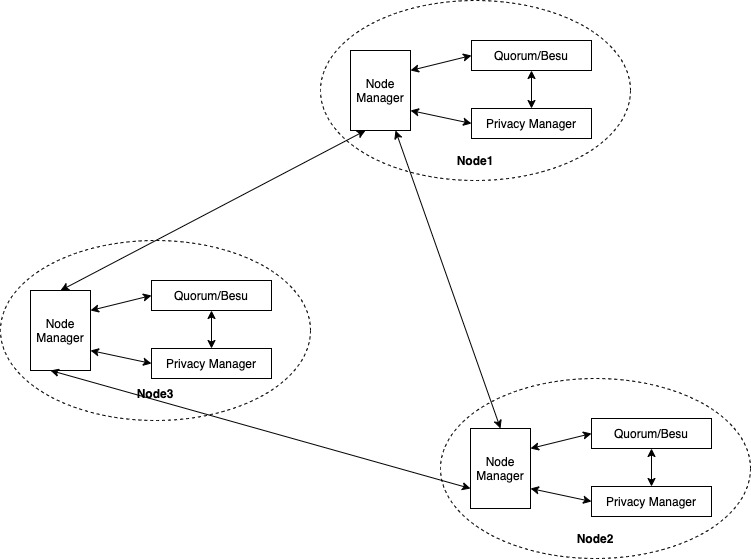 Quorum/Besu
Node
Manager
Privacy Manager
Node1
Quorum/Besu
Node
Manager
Privacy Manager
Node3
Quorum/Besu
Node
Manager
Privacy Manager
Node2